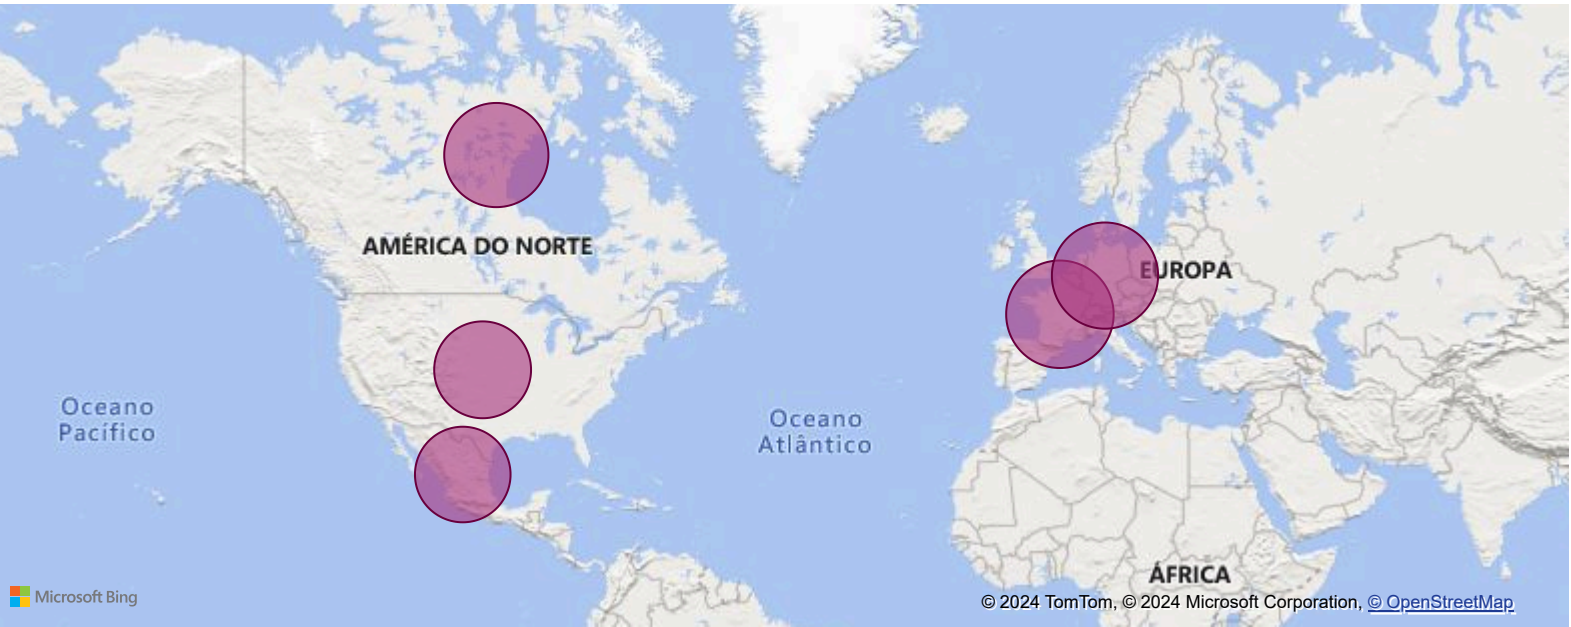 AMÉRICA DO NORTE
EUROPA
Oceano
Pacífico
Oceano
Atlântico
ÁFRICA
Microsoft Bing
© 2024 TomTom, © 2024 Microsoft Corporation, © OpenStreetMap